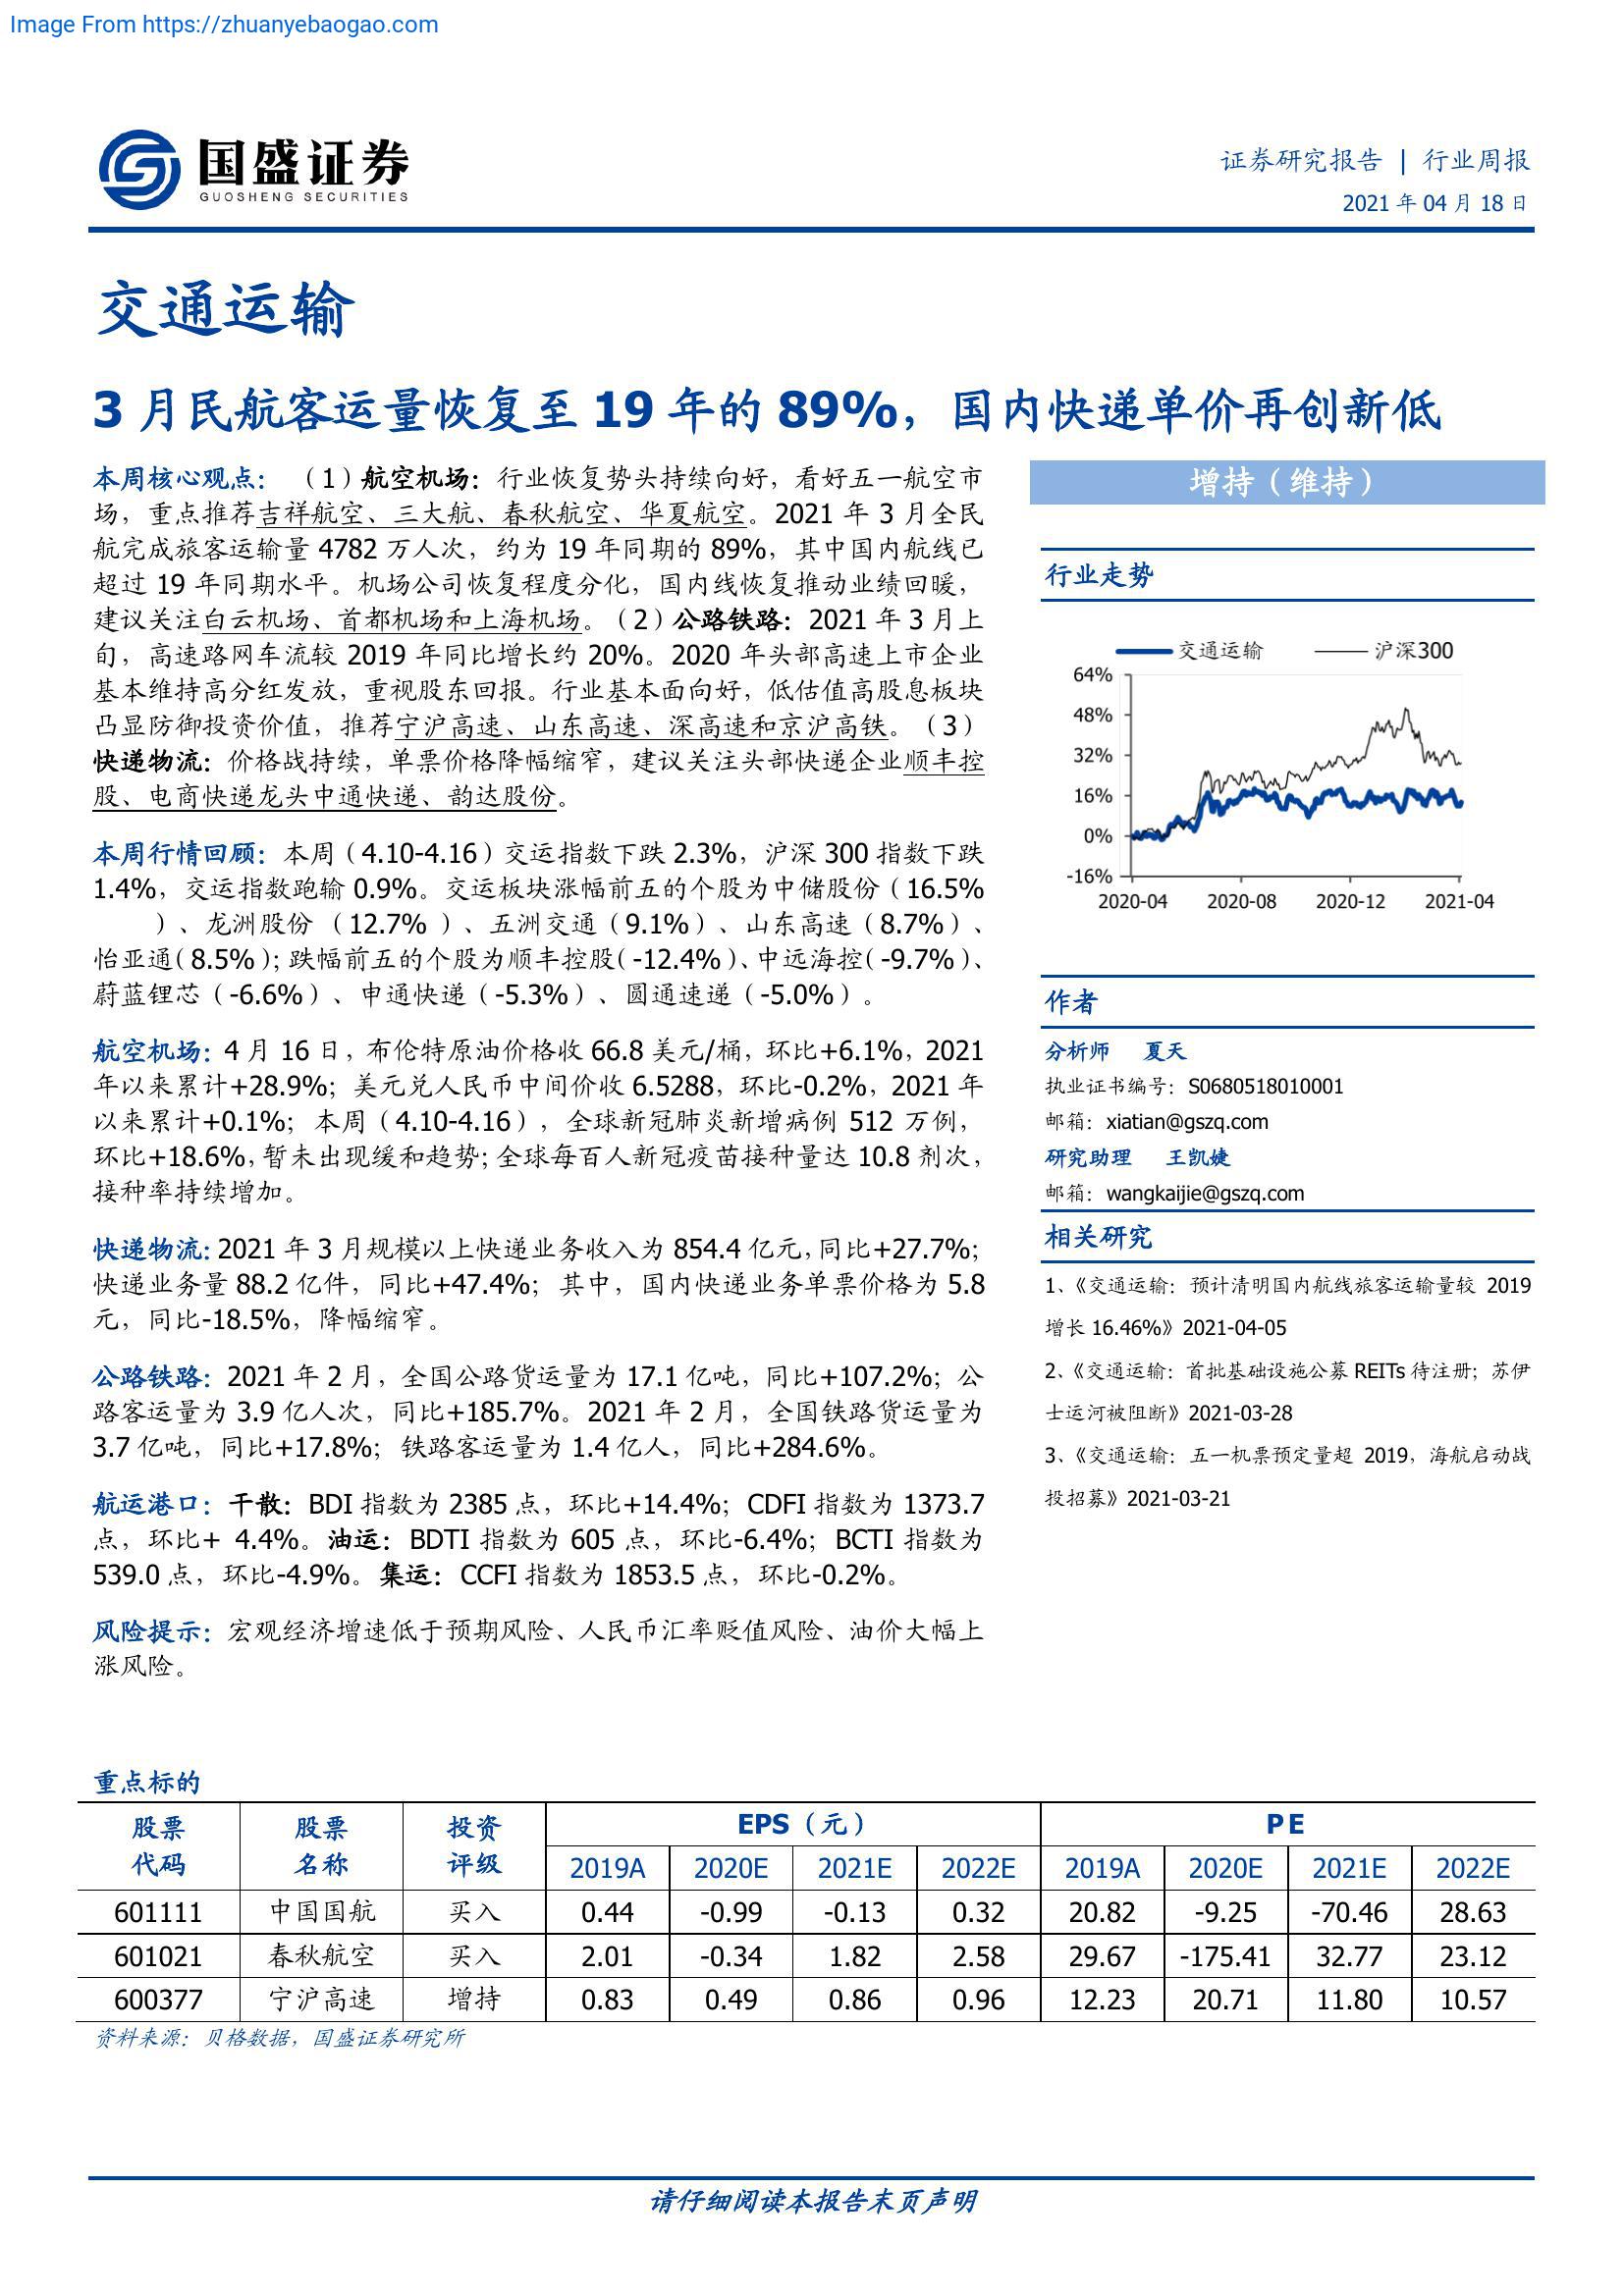 Image From https://zhuanyebaogao.com
国盛证券
GUOSHENG SECURITIES
证券研究报告 | 行业周报
2021 年 04 月 18 日
交通运输
3 月民航客运量恢复至 19 年的 89%，国内快递单价再创新低
本周核心观点：（1）航空机场：行业恢复势头持续向好，看好五一航空市
场，重点推荐吉祥航空、三大航、春秋航空、华夏航空。2021 年 3 月全民
航完成旅客运输量 4782 万人次，约为 19 年同期的 89%，其中国内航线已
超过 19 年同期水平。机场公司恢复程度分化，国内线恢复推动业绩回暖，
建议关注白云机场、首都机场和上海机场。（2）公路铁路：2021 年 3 月上
旬，高速路网车流较 2019 年同比增长约 20%。2020 年头部高速上市企业
基本维持高分红发放，重视股东回报。行业基本面向好，低估值高股息板块
凸显防御投资价值，推荐宁沪高速、山东高速、深高速和京沪高铁。（3）
快递物流：价格战持续，单票价格降幅缩窄，建议关注头部快递企业顺丰控
股、电商快递龙头中通快递、韵达股份。
本周行情回顾：本周（4.10-4.16）交运指数下跌 2.3%，沪深 300 指数下跌
1.4%，交运指数跑输 0.9%。交运板块涨幅前五的个股为中储股份（16.5%
）、龙洲股份（12.7% ）、五洲交通（9.1%）、山东高速（8.7%）、
怡亚通（8.5%）；跌幅前五的个股为顺丰控股（-12.4%）、中远海控（-9.7%）、
蔚蓝锂芯（-6.6%）、申通快递（-5.3%）、圆通速递（-5.0%）。
航空机场：4 月 16 日，布伦特原油价格收 66.8 美元/桶，环比+6.1%，2021
年以来累计+28.9%；美元兑人民币中间价收 6.5288，环比-0.2%，2021 年
以来累计+0.1%；本周（4.10-4.16），全球新冠肺炎新增病例 512 万例，
环比+18.6%，暂未出现缓和趋势；全球每百人新冠疫苗接种量达 10.8 剂次，
接种率持续增加。
快递物流：2021 年 3 月规模以上快递业务收入为 854.4 亿元，同比+27.7%；
快递业务量 88.2 亿件，同比+47.4%；其中，国内快递业务单票价格为 5.8
元，同比-18.5%，降幅缩窄。
公路铁路：2021 年 2 月，全国公路货运量为 17.1 亿吨，同比+107.2%；公
路客运量为 3.9 亿人次，同比+185.7%。2021 年 2 月，全国铁路货运量为
3.7 亿吨，同比+17.8%；铁路客运量为 1.4 亿人，同比+284.6%。
航运港口：干散：BDI 指数为 2385 点，环比+14.4%；CDFI 指数为 1373.7
点，环比+ 4.4%。油运：BDTI 指数为 605 点，环比-6.4%；BCTI 指数为
539.0 点，环比-4.9%。集运：CCFI 指数为 1853.5 点，环比-0.2%。
风险提示：宏观经济增速低于预期风险、人民币汇率贬值风险、油价大幅上
涨风险。
增持（维持）
行业走势
交通运输 沪深300
64%
48%
32%
16%
0%
-16%
2020-04 2020-08 2020-12 2021-04
作者
分析师 夏天
执业证书编号：S0680518010001
邮箱：xiatian@gszq.com
研究助理 王凯婕
邮箱：wangkaijie@gszq.com
相关研究
1、《交通运输：预计清明国内航线旅客运输量较 2019
增长 16.46%》2021-04-05
2、《交通运输：首批基础设施公募 REITs 待注册；苏伊
士运河被阻断》2021-03-28
3、《交通运输：五一机票预定量超 2019，海航启动战
投招募》2021-03-21
重点标的
股票 股票 投资 EPS（元） P E
代码 名称 评级 2019A 2020E 2021E 2022E 2019A 2020E 2021E 2022E
601111 中国国航 买入 0.44 -0.99 -0.13 0.32 20.82 -9.25 -70.46 28.63
601021 春秋航空 买入 2.01 -0.34 1.82 2.58 29.67 -175.41 32.77 23.12
600377 宁沪高速 增持 0.83 0.49 0.86 0.96 12.23 20.71 11.80 10.57
资料来源：贝格数据，国盛证券研究所
请仔细阅读本报告末页声明